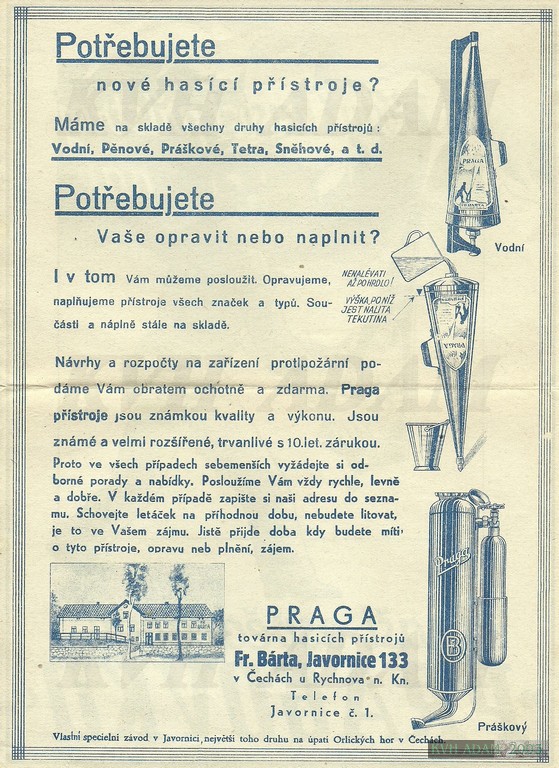 Potřebujete
nové hasící přístroje?
Máme na skladě všechny druhy hasicích přístrojů:
Vodní, Pěnové, Práškové, Tetra, Sněhové, a t. d.
PRAGA
Vodní
Potřebujete
Vaše opravit nebo naplnit?
I v tom Vám můžeme posloužit. Opravujeme,
naplňujeme přístroje všech značek a typů. Sou-
části a náplně stále na skladě.
NENALÉVATI
AŽ POHRDLO!
VÝŠKA, PONÍŽ
JEST NALITA
TEKUTINA
PRAGA
Návrhy a rozpočty na zařízení protipožární po-
dáme Vám obratem ochotně a zdarma. Praga
přístroje jsou známkou kvality a výkonu. Jsou
známé a velmi rozšířené, trvanlivé s 10.let. zárukou.
Proto ve všech případech sebemenších vyžádejte si od-
borné porady a nabídky. Posloužíme Vám vždy rychle, levně
a dobře. V každém případě zapište si naši adresu do sezna-
mu. Schovejte letáček na příhodnou dobu, nebudete litovat,
je to ve Vašem zájmu. Jistě přijde doba kdy budete míti
o tyto přístroje, opravu neb plnění, zájem.
Praga
B
Práškový
PRAGA
továrna hasicích přístrojů
Fr. Bárta, Javornice 133
v Čechách u Rychnova n. Kn.
Telefon
Javornice č. 1.
Vlastní specielní závod v Javornici, největší toho druhu na úpatí Orlických hor v Čechách.
KVH ADAM 2005